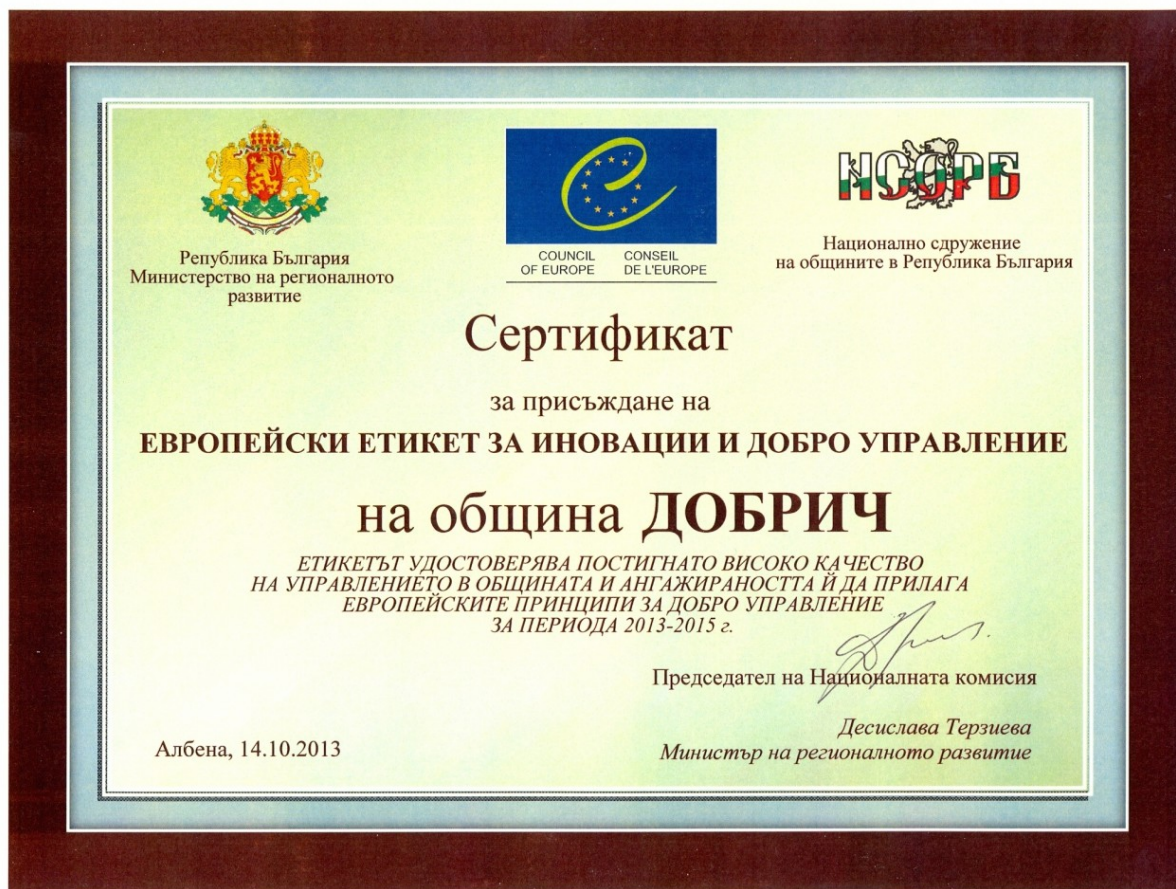 Република България
Министерство на регионалното
развитие
COUNCIL OF EUROPE
CONSEIL DE L'EUROPE
НСОРБ
Национално сдружение
на общините в Република България
Сертификат
за присъждане на
ЕВРОПЕЙСКИ ЕТИКЕТ ЗА ИНОВАЦИИ И ДОБРО УПРАВЛЕНИЕ
на община ДОБРИЧ
ЕТИКЕТЪТ УДОСТОВЕРЯВА ПОСТИГНАТО ВИСОКО КАЧЕСТВО
НА УПРАВЛЕНИЕТО В ОБЩИНАТА И АНГАЖИРАНОСТТА Й ДА ПРИЛАГА
ЕВРОПЕЙСКИТЕ ПРИНЦИПИ ЗА ДОБРО УПРАВЛЕНИЕ
ЗА ПЕРИОДА 2013-2015 г.
Председател на Националната комисия
Десислава Терзиева
Министър на регионалното развитие
Албена, 14.10.2013